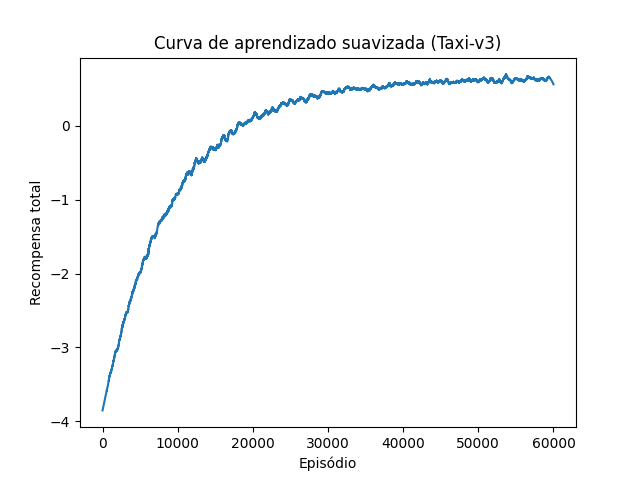 Curva de aprendizado suavizada (Taxi-v3)
Recompensa total
0
−1
−2
−3
−4
0 10000 20000 30000 40000 50000 60000
Episódio